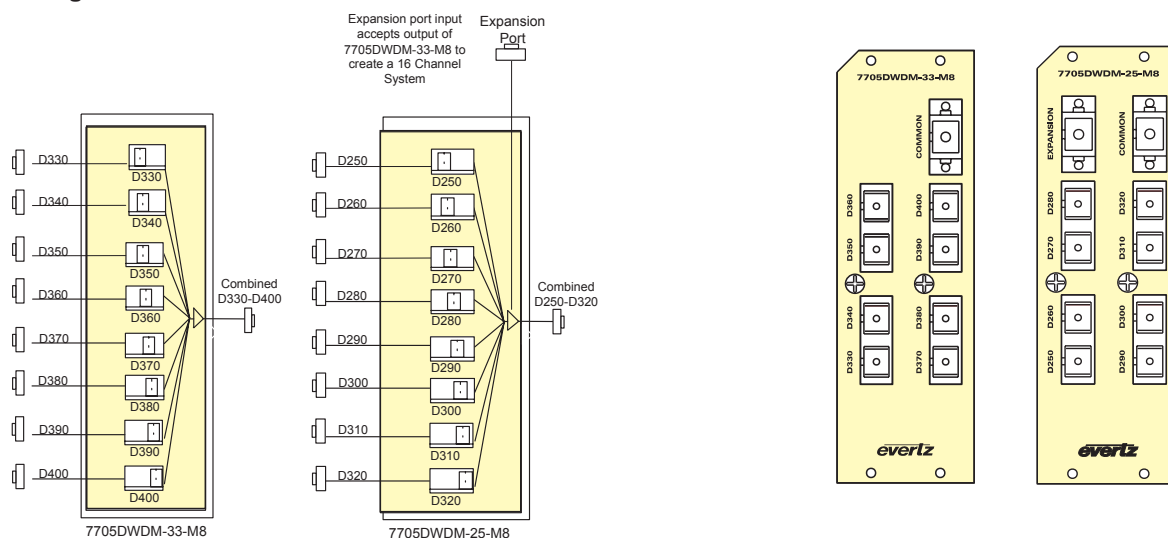 Expansion port input
accepts output of
7705DWDM-33-M8 to
create a 16 Channel
System
Expansion
Port
D330
D340
D350
D360
D370
D380
D390
D400
D330
D340
D350
D360
D370
D380
D390
D400
Combined
D330-D400
7705DWDM-33-M8
D250
D260
D270
D280
D290
D300
D310
D320
D250
D260
D270
D280
D290
D300
D310
D320
Combined
D250-D320
7705DWDM-25-M8
7705DWDM-33-M8
COMMON
D360
D400
D350
D390
D340
D380
D330
D370
evertz
7705DWDM-25-M8
EXPANSION
COMMON
D280
D320
D270
D310
D260
D300
D250
D290
evertz